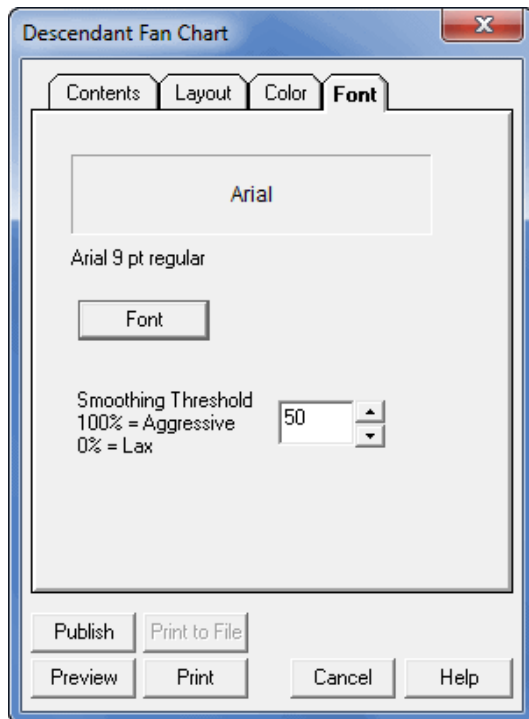 Descendant Fan Chart
Contents Layout Color Font
Arial
Arial 9 pt regular
Font
Smoothing Threshold
100% = Aggressive
0% = Lax
50
Publish Print to File
Preview Print Cancel Help